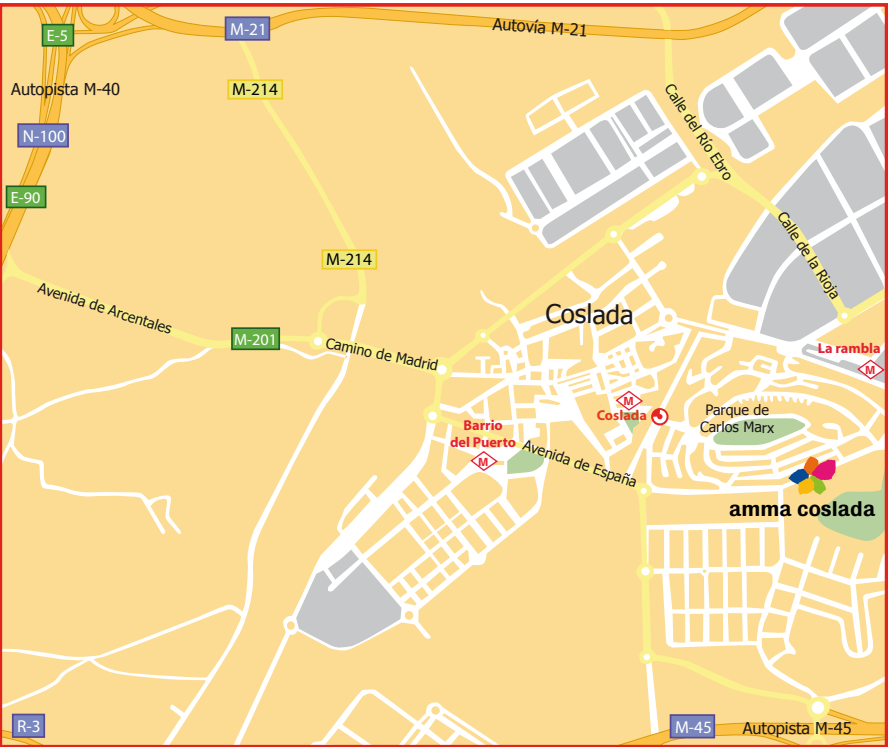 E-5
M-21
Autovía M-21
Autopista M-40
M-214
Calle del Río Ebro
N-100
E-90
Calle de la Rioja
M-214
Avenida de Arcentales
Coslada
M-201
Camino de Madrid
La rambla
M
M
Coslada
Parque de
Carlos Marx
Barrio
del Puerto
M
Avenida de España
amma coslada
R-3
M-45
Autopista M-45